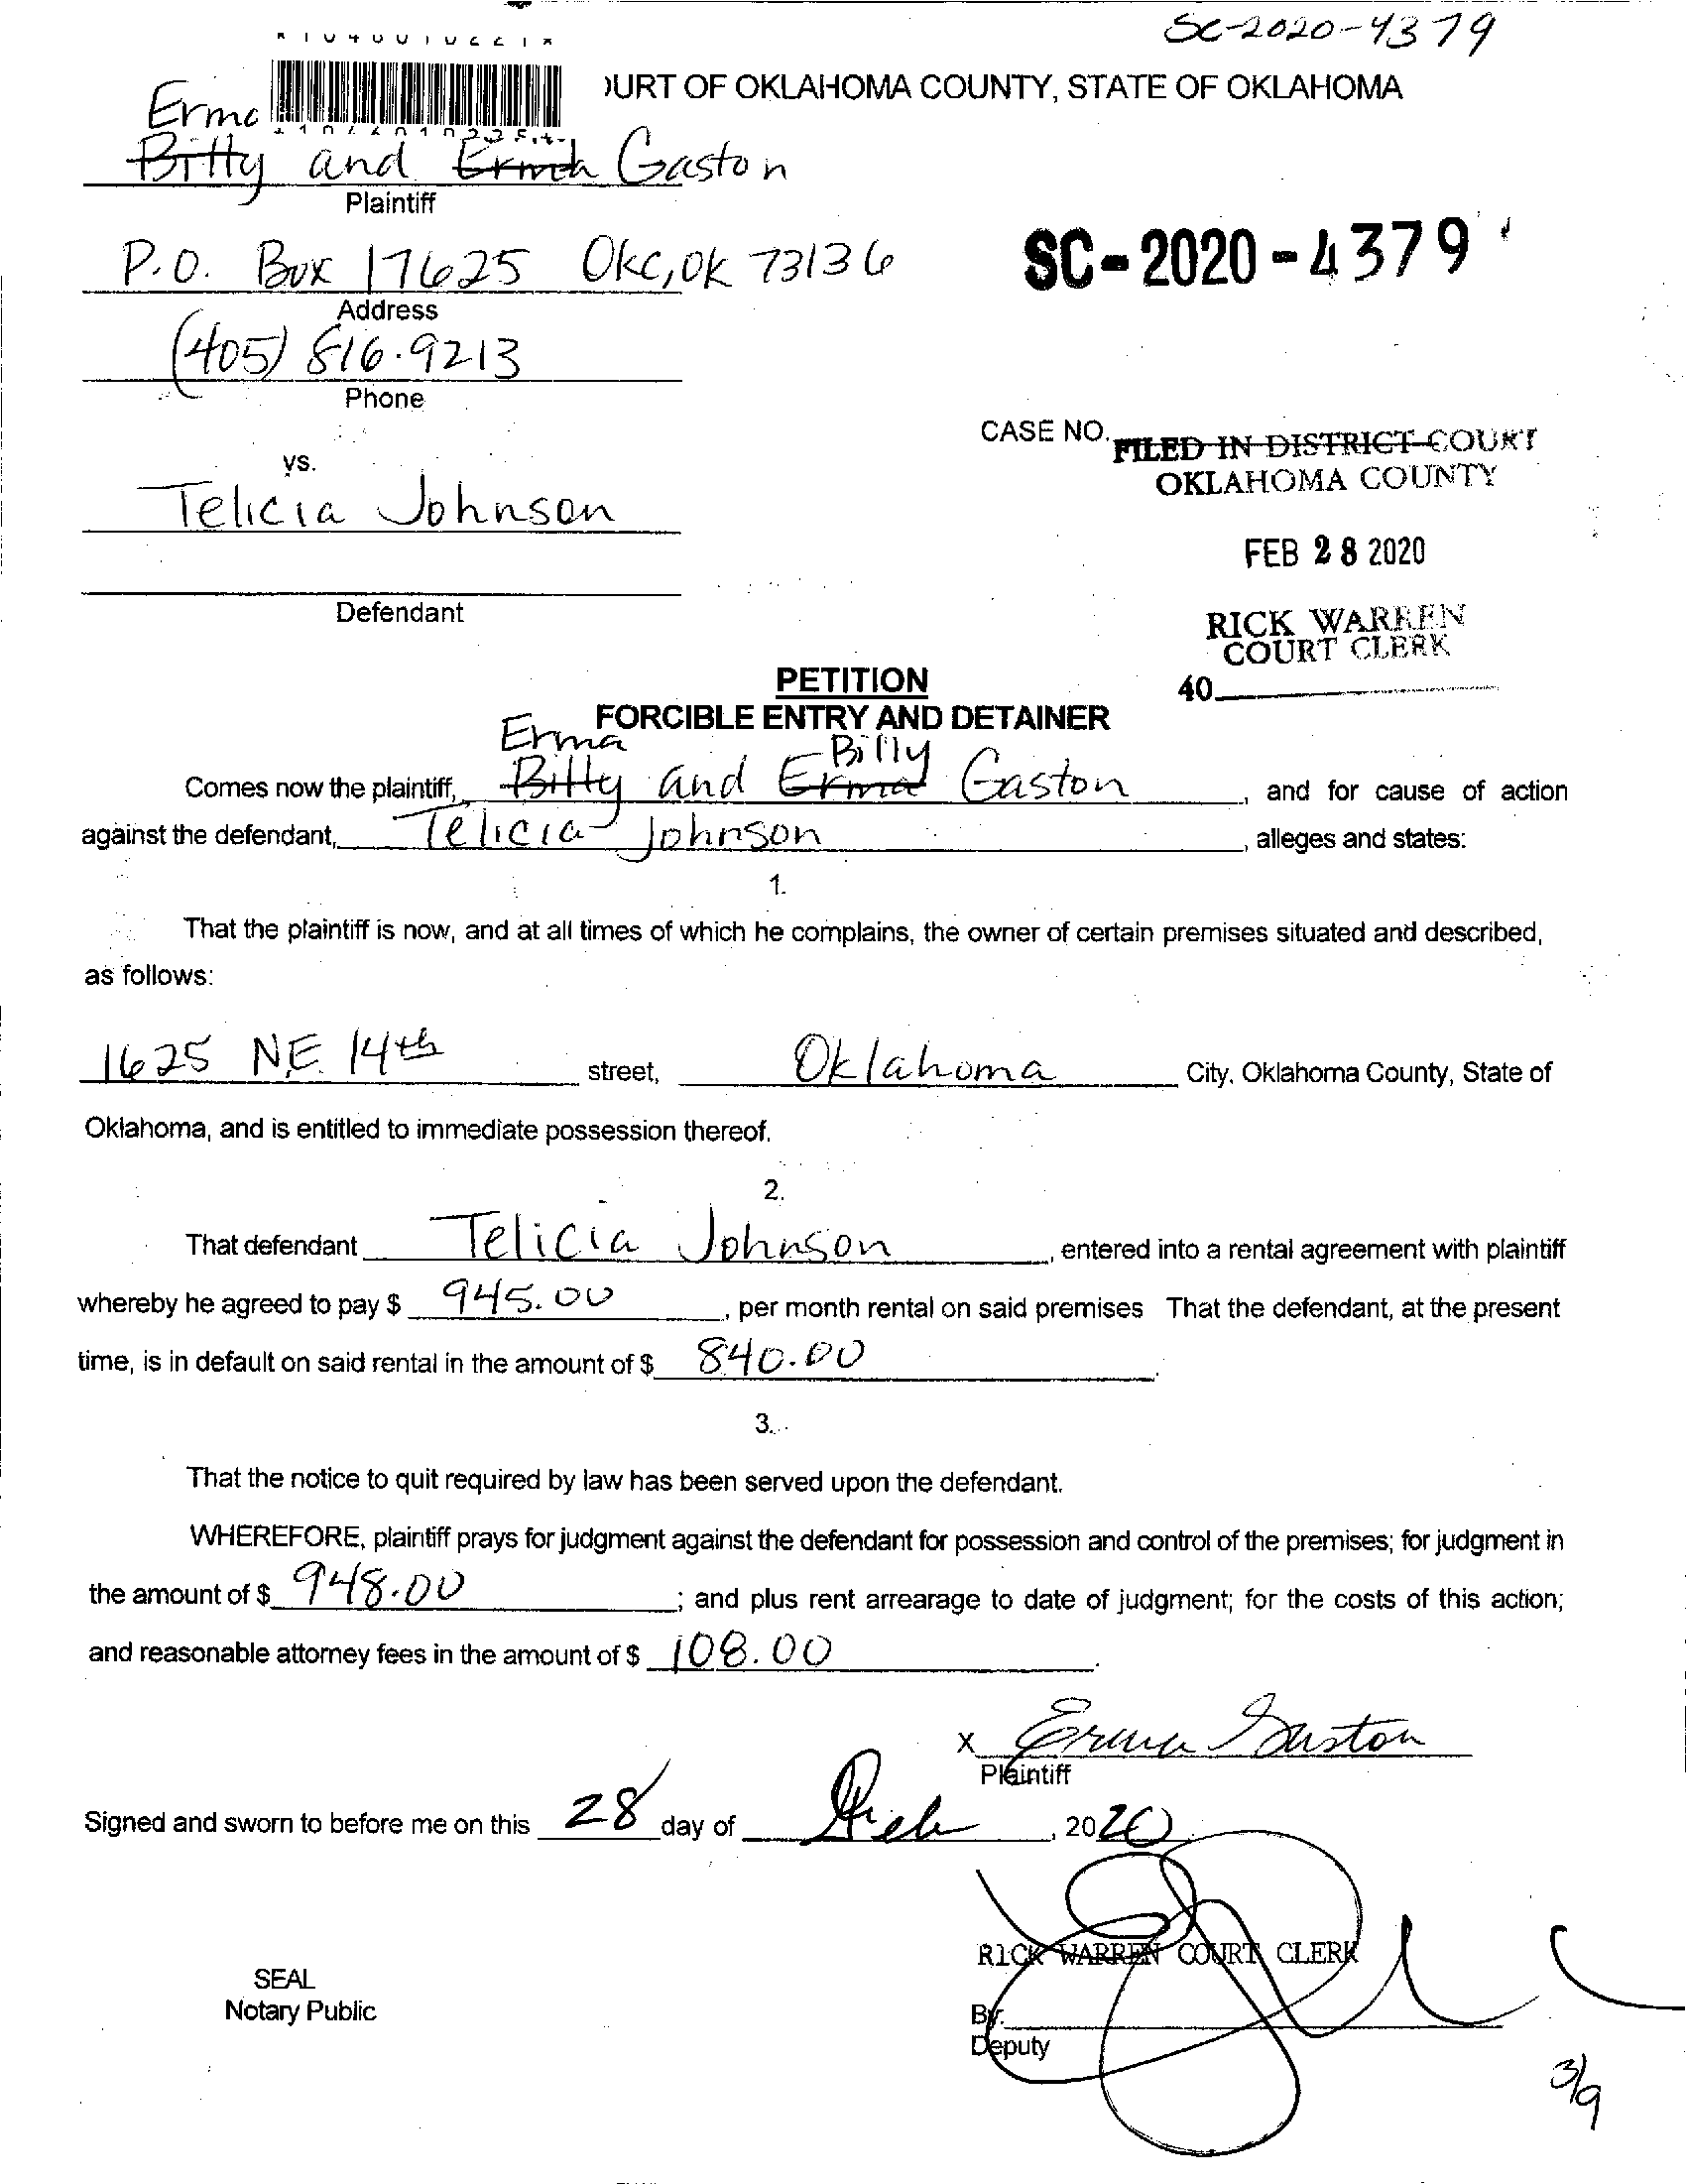 SC-2020-4379
URT OF OKLAHOMA COUNTY, STATE OF OKLAHOMA
Erma
Billy and Erma Gaston
Plaintiff
P.O. Box 17625 OKC, OK 73136
SC-2020-4379
Address
(405) 816.9213
Phone
CASE NO.
FILED IN DISTRICT COURT
OKLAHOMA COUNTY
vs.
Telicia Johnson
FEB 28 2020
Defendant
RICK WARREN
COURT CLERK
40
PETITION
FORCIBLE ENTRY AND DETAINER
Erma Billy
Comes now the plaintiff, Billy and Erma Gaston, and for cause of action
against the defendant, Telicia Johnson, alleges and states:
1.
That the plaintiff is now, and at all times of which he complains, the owner of certain premises situated and described,
as follows:
1625 NE 14th street, Oklahoma City, Oklahoma County, State of
Oklahoma, and is entitled to immediate possession thereof.
2.
That defendant Telicia Johnson, entered into a rental agreement with plaintiff
whereby he agreed to pay $ 945.00, per month rental on said premises That the defendant, at the present
time, is in default on said rental in the amount of $ 840.00.
3.
That the notice to quit required by law has been served upon the defendant.
WHEREFORE, plaintiff prays for judgment against the defendant for possession and control of the premises; for judgment in
the amount of $ 948.00; and plus rent arrearage to date of judgment; for the costs of this action;
and reasonable attorney fees in the amount of $ 108.00.
x Erma Gaston
Plaintiff
Signed and sworn to before me on this 28 day of Feb, 2020
RICK WARREN COURT CLERK
SEAL
Notary Public
By:
Deputy
3/9